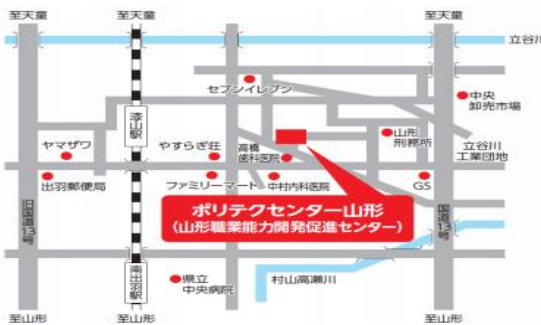 至天童
至天童
至天童
立谷川
セブンイレブン
中央
卸売市場
漆山駅
山形
刑務所
ヤマザワ
やすらぎ荘
高橋
歯科医院
立谷川
工業団地
出羽郵便局
ファミリーマート
中村内科医院
GS
ポリテクセンター山形
(山形職業能力開発促進センター)
旧国道13号
国道13号
南出羽駅
県立
中央病院
村山高瀬川
至山形
至山形
至山形